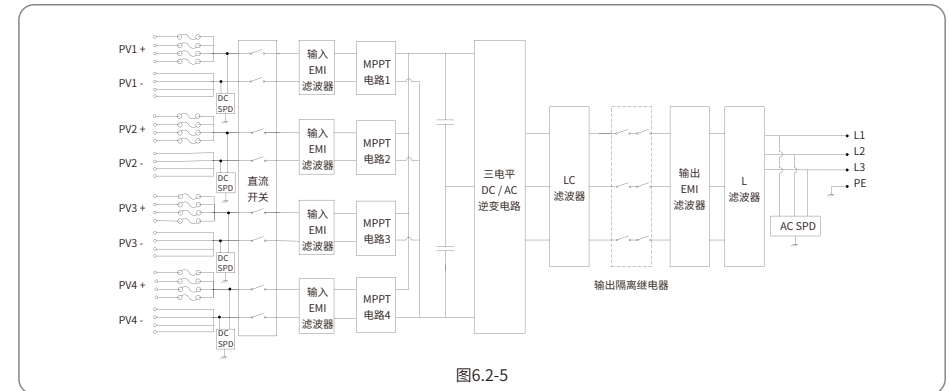 PV1 +
PV1 -
DC
SPD
PV2 +
PV2 -
DC
SPD
PV3 +
PV3 -
DC
SPD
PV4 +
PV4 -
DC
SPD
直流
开关
输入
EMI
滤波器
输入
EMI
滤波器
输入
EMI
滤波器
输入
EMI
滤波器
MPPT
电路1
MPPT
电路2
MPPT
电路3
MPPT
电路4
三电平
DC / AC
逆变电路
LC
滤波器
输出隔离继电器
输出
EMI
滤波器
L
滤波器
L1
L2
L3
PE
AC SPD
图6.2-5